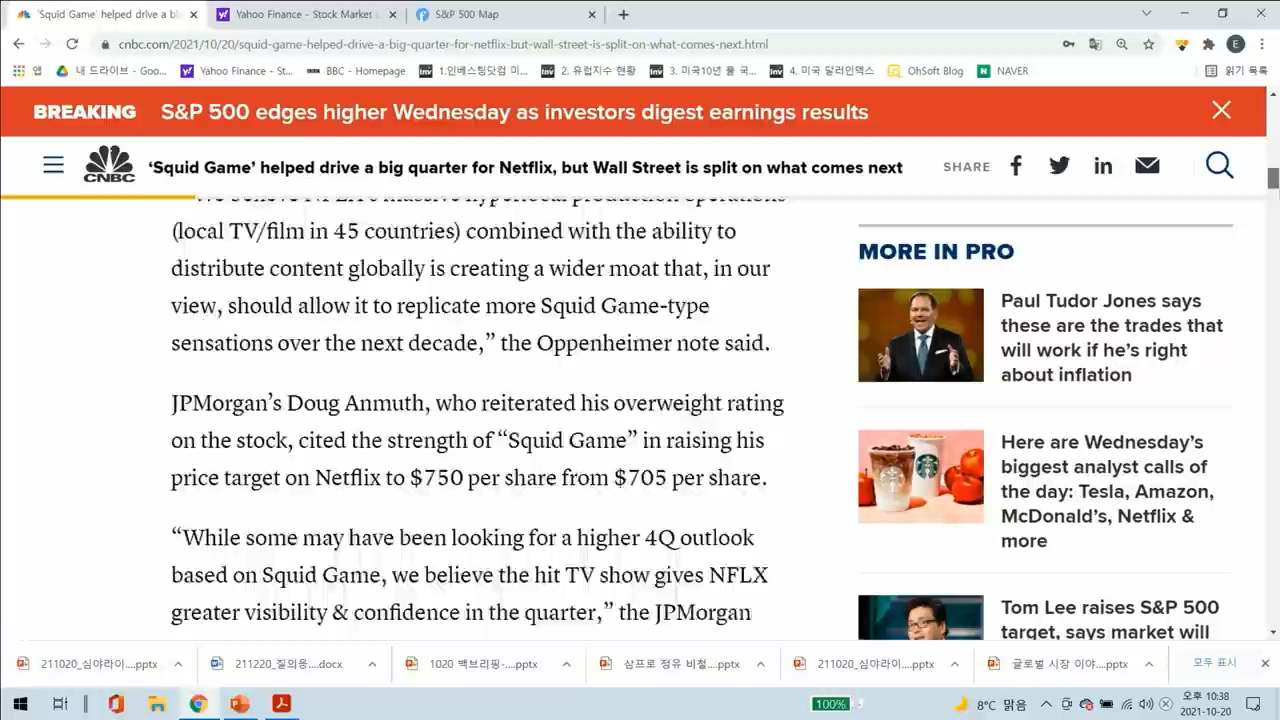 'Squid Game' helped drive a bi
Yahoo Finance - Stock Market
S&P 500 Map
cnbc.com/2021/10/20/squid-game-helped-drive-a-big-quarter-for-netflix-but-wall-street-is-split-on-what-comes-next.html
E
앱
내 드라이브 - Goo...
Yahoo Finance - St...
BBC - Homepage
Inv 1.인베스팅닷컴 미...
Inv 2. 유럽지수 현황
Inv 3. 미국10년 물 국...
Inv 4. 미국 달러인덱스
OhSoft Blog
N NAVER
읽기 목록
BREAKING S&P 500 edges higher Wednesday as investors digest earnings results
CNBC
‘Squid Game’ helped drive a big quarter for Netflix, but Wall Street is split on what comes next
SHARE
(local TV/film in 45 countries) combined with the ability to
distribute content globally is creating a wider moat that, in our
view, should allow it to replicate more Squid Game-type
sensations over the next decade,” the Oppenheimer note said.
JPMorgan’s Doug Anmuth, who reiterated his overweight rating
on the stock, cited the strength of “Squid Game” in raising his
price target on Netflix to $750 per share from $705 per share.
“While some may have been looking for a higher 4Q outlook
based on Squid Game, we believe the hit TV show gives NFLX
greater visibility & confidence in the quarter,” the JPMorgan
MORE IN PRO
Paul Tudor Jones says
these are the trades that
will work if he’s right
about inflation
Here are Wednesday’s
biggest analyst calls of
the day: Tesla, Amazon,
McDonald’s, Netflix &
more
Tom Lee raises S&P 500
target, says market will
211020_심야라이....pptx
211220_질의응....docx
1020 백브리핑-....pptx
삼프로 정유 비철....pptx
211020_심야라이....pptx
글로벌 시장 이야....pptx
모두 표시
100%
8°C 맑음
오후 10:38
2021-10-20